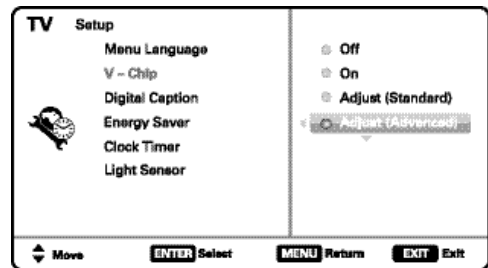 TV Setup
Menu Language
V - Chip
Digital Caption
Energy Saver
Clock Timer
Light Sensor
Off
On
Adjust (Standard)
Adjust (Advanced)
Move ENTER Select MENU Return EXIT Exit